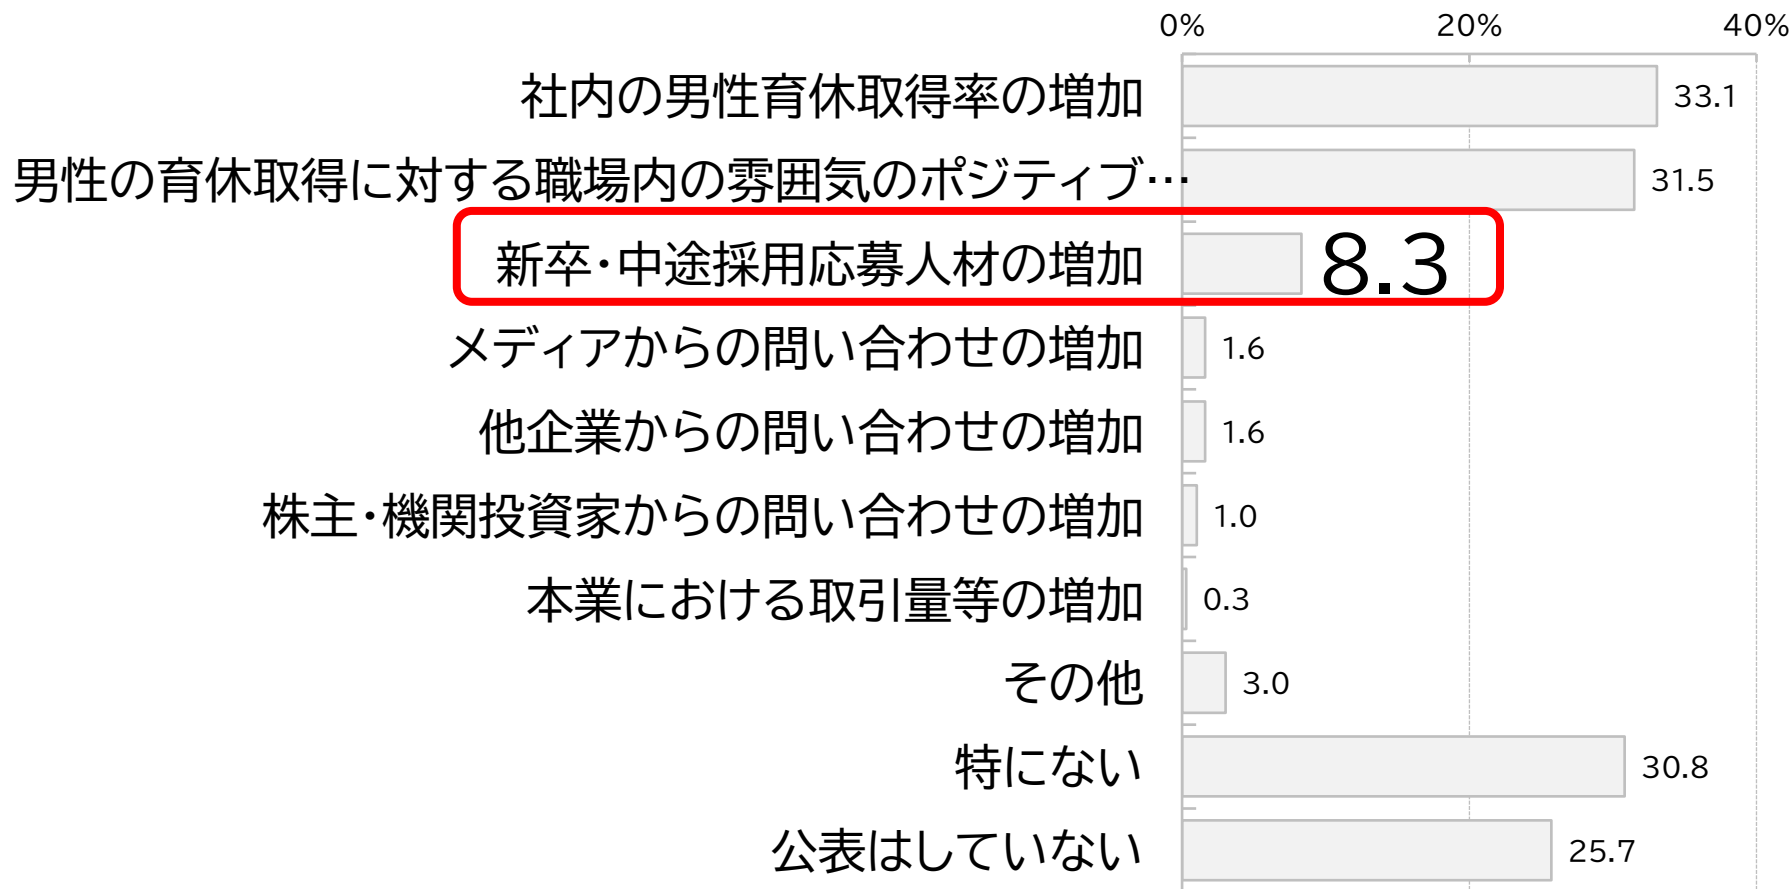 0% 20% 40%
社内の男性育休取得率の増加 33.1
男性の育休取得に対する職場内の雰囲気のポジティブ… 31.5
新卒・中途採用応募人材の増加 8.3
メディアからの問い合わせの増加 1.6
他企業からの問い合わせの増加 1.6
株主・機関投資家からの問い合わせの増加 1.0
本業における取引量等の増加 0.3
その他 3.0
特にない 30.8
公表はしていない 25.7